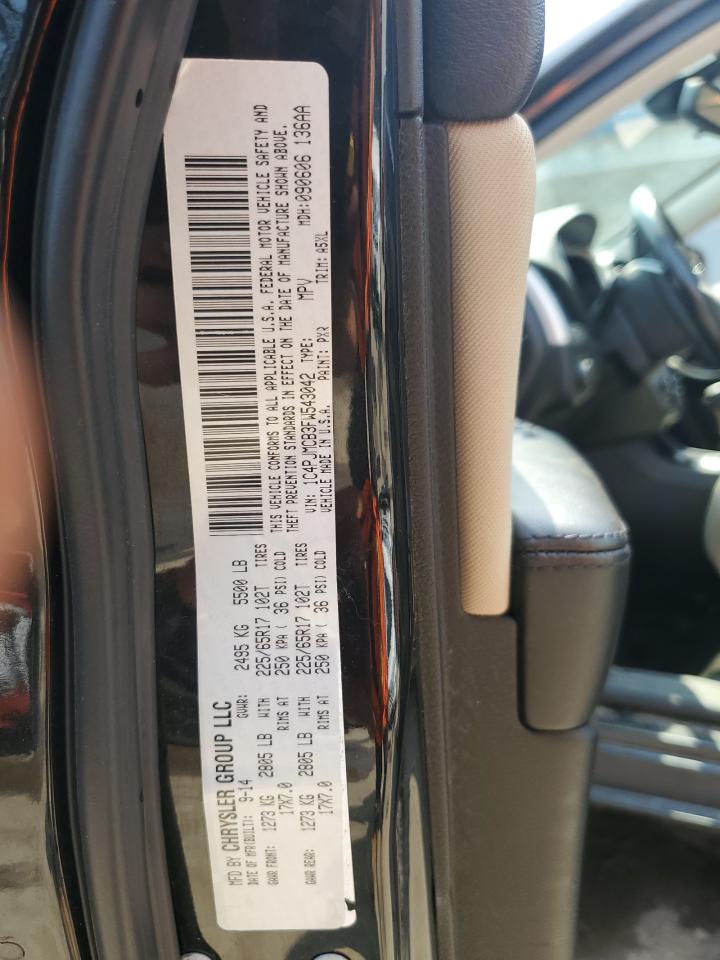 MFD BY CHRYSLER GROUP LLC
DATE OF MFR(BUILT): 9-14 GVWR: 2495 KG 5500 LB
GAWR FRONT: 1273 KG 2805 LB WITH 225/65R17 102T TIRES
17X7.0 RIMS AT 250 KPA ( 36 PSI) COLD
GAWR REAR: 1273 KG 2805 LB WITH 225/65R17 102T TIRES
17X7.0 RIMS AT 250 KPA ( 36 PSI) COLD
THIS VEHICLE CONFORMS TO ALL APPLICABLE U.S.A. FEDERAL MOTOR VEHICLE SAFETY AND
THEFT PREVENTION STANDARDS IN EFFECT ON THE DATE OF MANUFACTURE SHOWN ABOVE.
VIN: 1C4PJMCB3FW543042 TYPE: MPV MDH:090606 136AA
VEHICLE MADE IN U.S.A. PAINT: PXR TRIM: A5XL